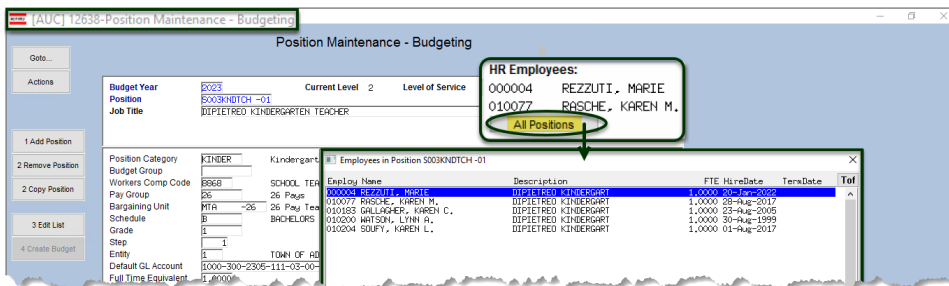 [AUC] 12638-Position Maintenance - Budgeting
Position Maintenance - Budgeting
Goto...
Actions
1 Add Position
2 Remove Position
2 Copy Position
3 Edit List
4 Create Budget
Budget Year 2023 Current Level 2 Level of Service
Position S003KNDTCH -01
Job Title DIPIETREO KINDERGARTEN TEACHER
HR Employees:
000004 REZZUTI, MARIE
010077 RASCHE, KAREN M.
All Positions
Position Category KINDER Kindergart
Budget Group
Workers Comp Code 8868 SCHOOL TEA
Pay Group 26 26 Pays
Bargaining Unit MTA -26 26 Pay Tea
Schedule B BACHELORS
Grade 1
Step 1
Entity 1 TOWN OF AD
Default GL Account 1000-300-2305-111-03-00-
Full Time Equivalent 1.0000
Employees in Position S003KNDTCH -01
Employ Name Description FTE HireDate TermDate Tof
000004 REZZUTI, MARIE DIPIETREO KINDERGART 1.0000 20-Jan-2022
010077 RASCHE, KAREN M. DIPIETREO KINDERGART 1.0000 28-Aug-2017
010183 GALLAGHER, KAREN C. DIPIETREO KINDERGART 1.0000 23-Aug-2005
010200 WATSON, LYNN A. DIPIETREO KINDERGART 1.0000 30-Aug-1999
010204 SOUFY, KAREN L. DIPIETREO KINDERGART 1.0000 01-Aug-2017